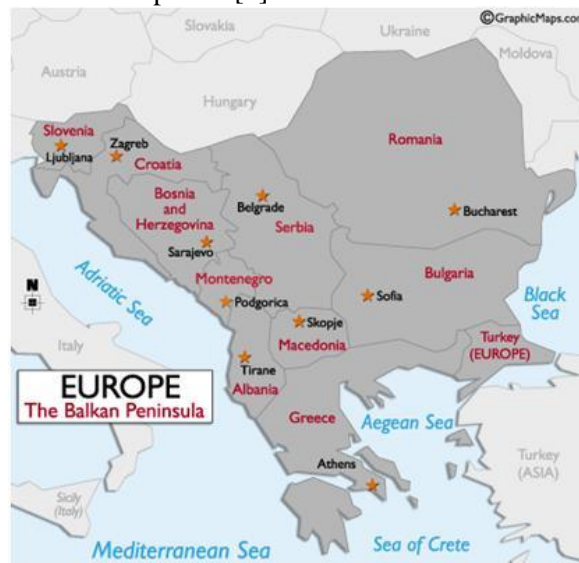 ©GraphicMaps.com
Slovakia
Ukraine
Moldova
Austria
Hungary
Slovenia
Ljubljana
Zagreb
Croatia
Romania
Bosnia
and
Herzegovina
Belgrade
Serbia
Bucharest
Sarajevo
Montenegro
Bulgaria
N
Adriatic Sea
Podgorica
Sofia
Black
Sea
Skopje
Macedonia
Turkey
(EUROPE)
Italy
Tirane
Albania
EUROPE
The Balkan Peninsula
Greece
Aegean Sea
Athens
Turkey
(ASIA)
Sicily
(Italy)
Mediterranean Sea
Sea of Crete